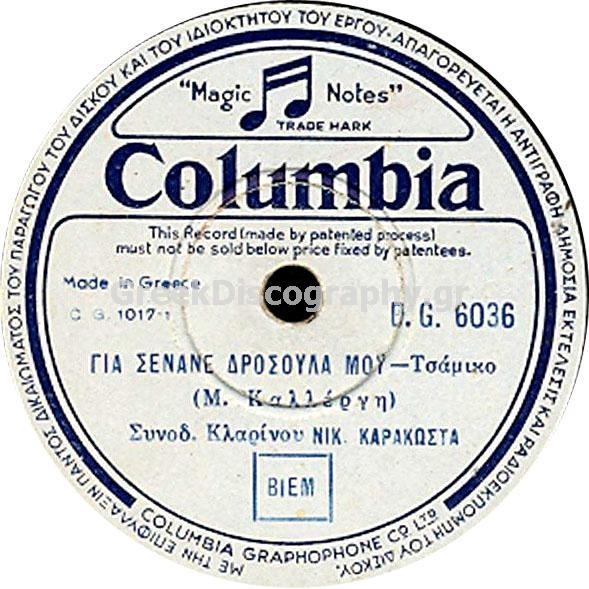 ΜΕ ΤΗΝ ΕΠΙΦΥΛΑΞΙΝ ΠΑΝΤΟΣ ΔΙΚΑΙΩΜΑΤΟΣ ΤΟΥ ΠΑΡΑΓΩΓΟΥ ΤΟΥ ΔΙΣΚΟΥ ΚΑΙ ΤΟΥ ΙΔΙΟΚΤΗΤΟΥ ΤΟΥ ΕΡΓΟΥ-ΑΠΑΓΟΡΕΥΕΤΑΙ Η ΑΝΤΙΓΡΑΦΗ ΔΗΜΟΣΙΑ ΕΚΤΕΛΕΣΙΣ ΚΑΙ ΡΑΔΙΟΕΚΠΟΜΠΗ ΤΟΥ ΔΙΣΚΟΥ.
"Magic Notes"
TRADE MARK
Columbia
This Record (made by patented process)
must not be sold below price fixed by patentees.
Made in Greece
GreekDiscography.gr
C G. 1017-1
D.G. 6036
ΓΙΑ ΣΕΝΑΝΕ ΔΡΟΣΟΥΛΑ ΜΟΥ—Τσάμικο
(Μ. Καλλέργη)
Συνοδ. Κλαρίνου ΝΙΚ. ΚΑΡΑΚΩΣΤΑ
BIEM
COLUMBIA GRAPHOPHONE Cọ Lтᴅ